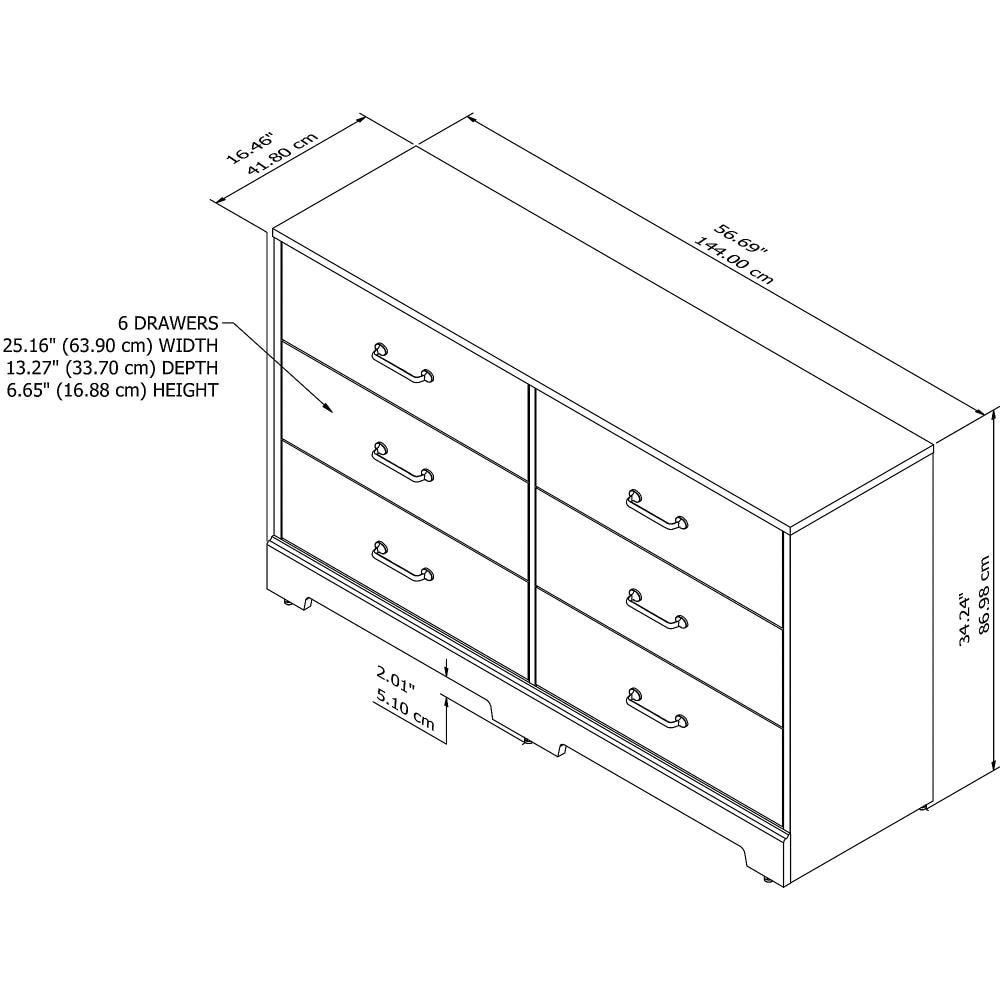 16.46"
41.80 cm
56.69"
144.00 cm
6 DRAWERS
25.16" (63.90 cm) WIDTH
13.27" (33.70 cm) DEPTH
6.65" (16.88 cm) HEIGHT
34.24"
86.98 cm
2.01"
5.10 cm